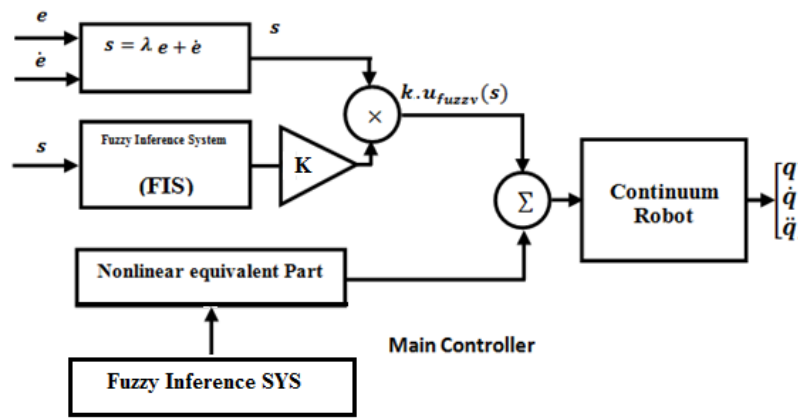 e
s = λ e + ė
s
ė
k.u_fuzzy(s)
×
s
Fuzzy Inference System
(FIS)
K
Σ
Continuum
Robot
q
q̇
q̈
Nonlinear equivalent Part
Main Controller
Fuzzy Inference SYS